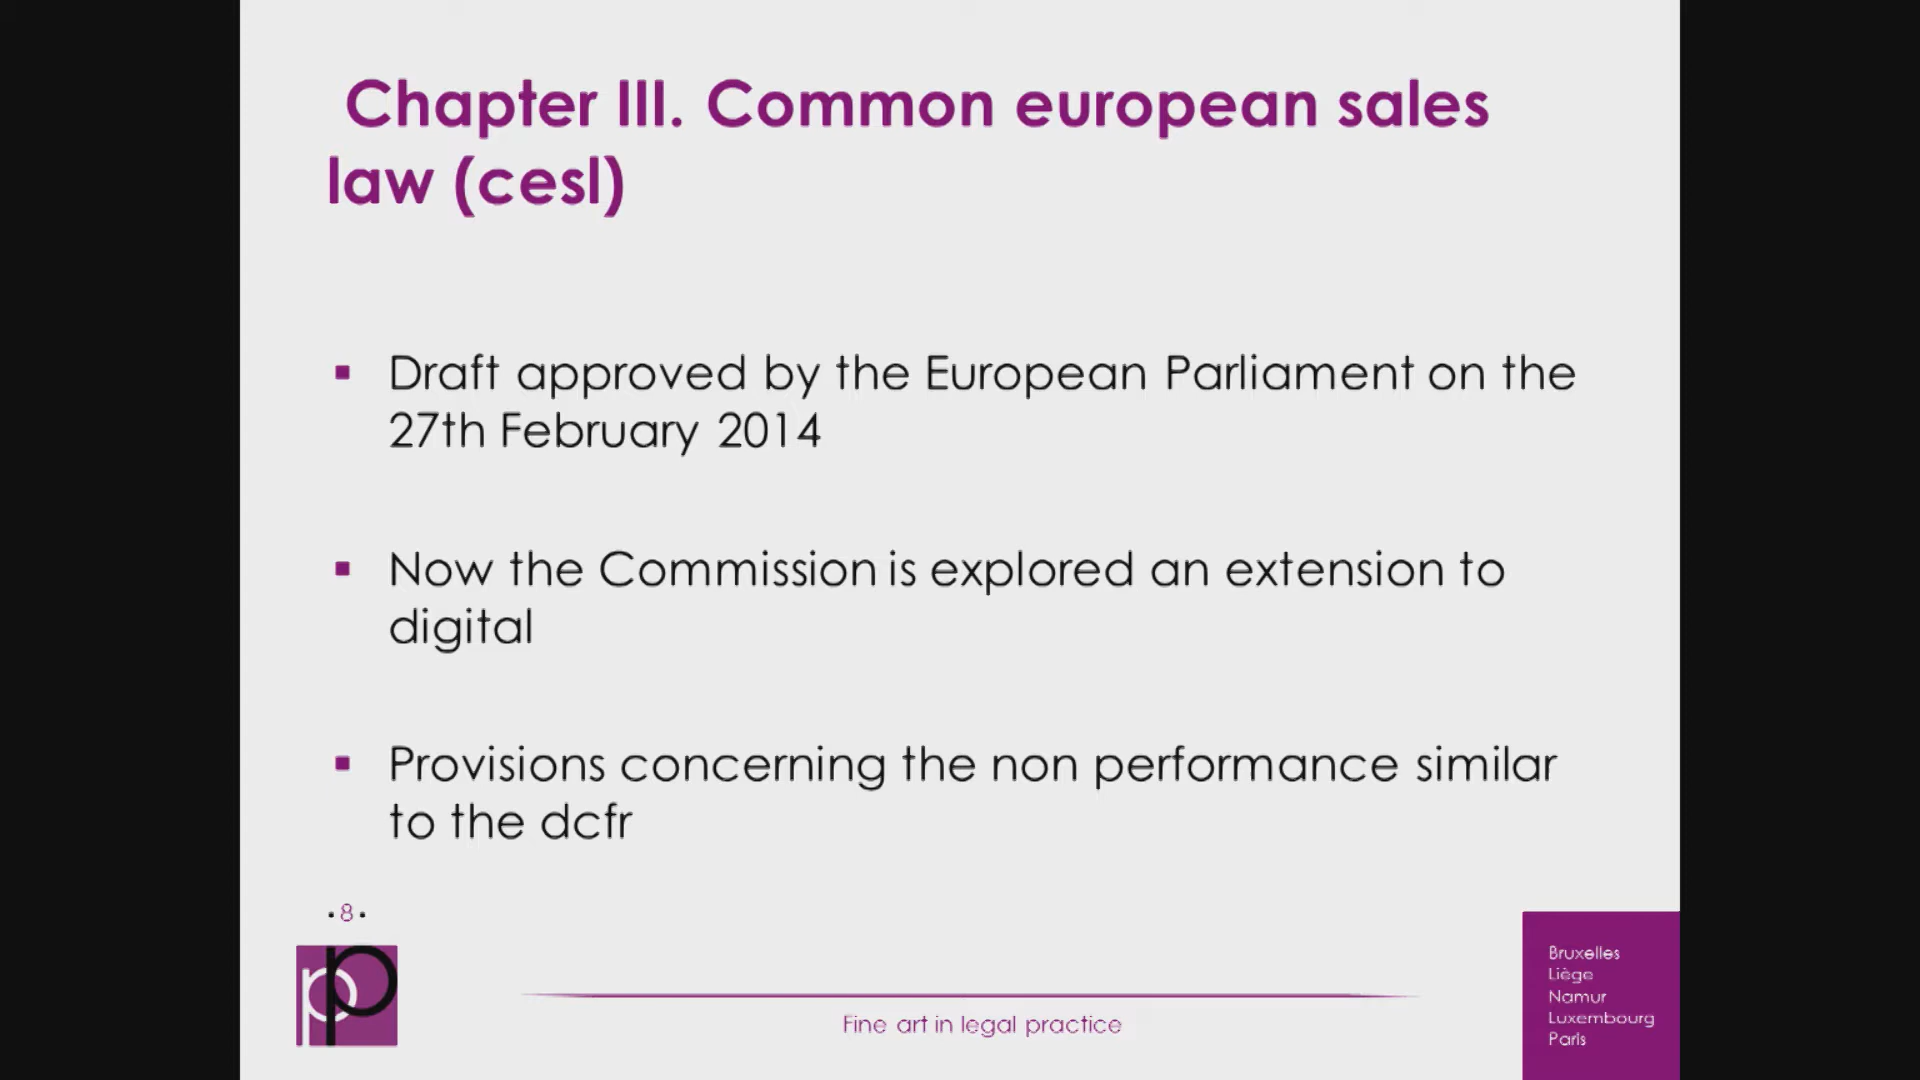 Chapter III. Common european sales
law (cesl)
▪ Draft approved by the European Parliament on the
27th February 2014
▪ Now the Commission is explored an extension to
digital
▪ Provisions concerning the non performance similar
to the dcfr
•8•
pp
Fine art in legal practice
Bruxelles
Liège
Namur
Luxembourg
Paris